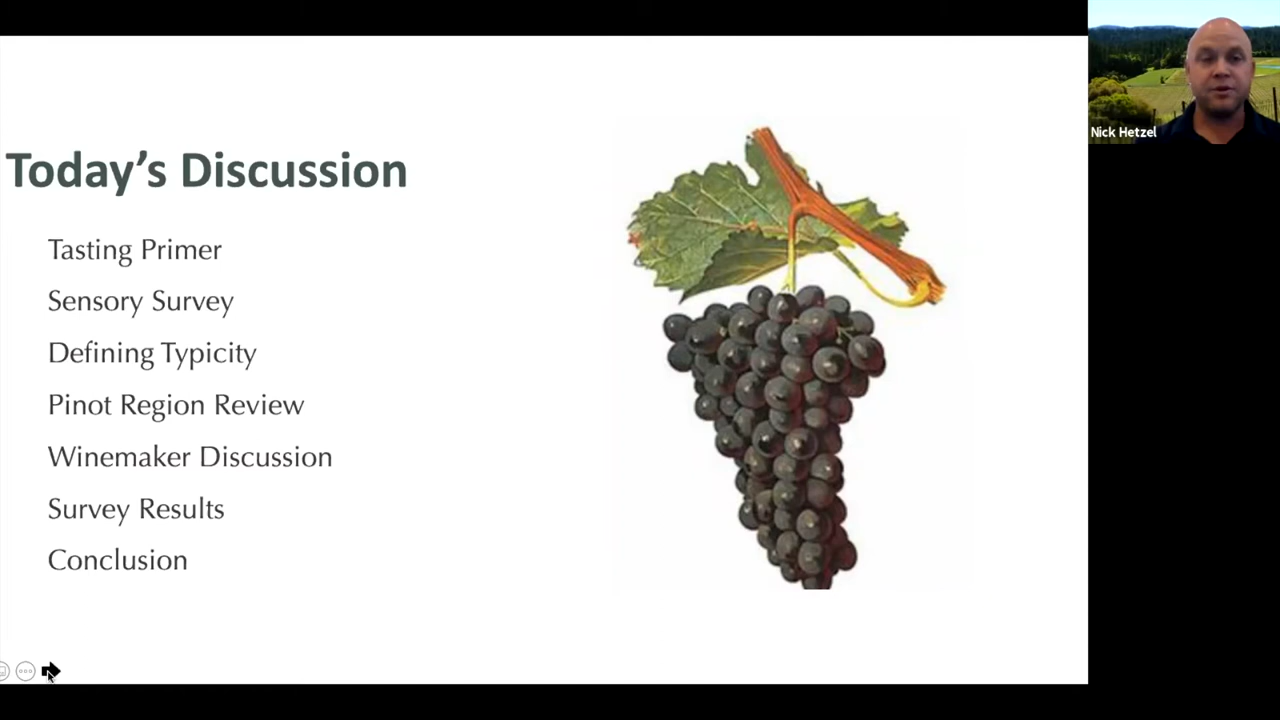 Today's Discussion
Tasting Primer
Sensory Survey
Defining Typicity
Pinot Region Review
Winemaker Discussion
Survey Results
Conclusion
Nick Hetzel